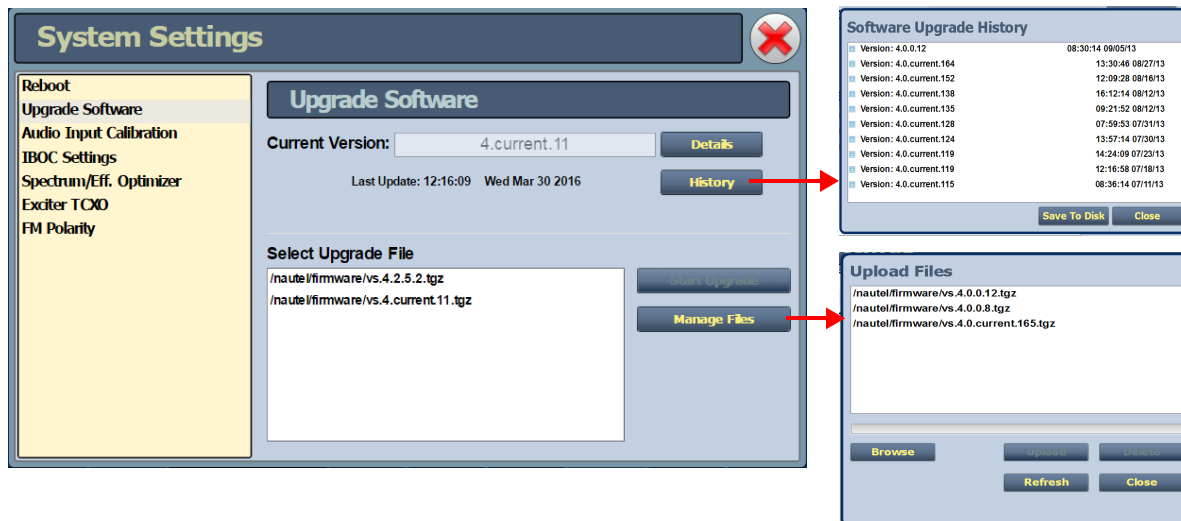 System Settings
Reboot
Upgrade Software
Audio Input Calibration
IBOC Settings
Spectrum/Eff. Optimizer
Exciter TCXO
FM Polarity
Upgrade Software
Current Version: 4.current.11 Details
Last Update: 12:16:09 Wed Mar 30 2016 History
Select Upgrade File
/nautel/firmware/vs.4.2.5.2.tgz
/nautel/firmware/vs.4.current.11.tgz
Start Upgrade
Manage Files
Software Upgrade History
Version: 4.0.0.12 08:30:14 09/05/13
Version: 4.0.current.164 13:30:46 08/27/13
Version: 4.0.current.152 12:09:28 08/16/13
Version: 4.0.current.138 16:12:14 08/12/13
Version: 4.0.current.135 09:21:52 08/12/13
Version: 4.0.current.128 07:59:53 07/31/13
Version: 4.0.current.124 13:57:14 07/30/13
Version: 4.0.current.119 14:24:09 07/23/13
Version: 4.0.current.119 12:16:58 07/18/13
Version: 4.0.current.115 08:36:14 07/11/13
Save To Disk Close
Upload Files
/nautel/firmware/vs.4.0.0.12.tgz
/nautel/firmware/vs.4.0.0.8.tgz
/nautel/firmware/vs.4.0.current.165.tgz
Browse Upload Delete
Refresh Close